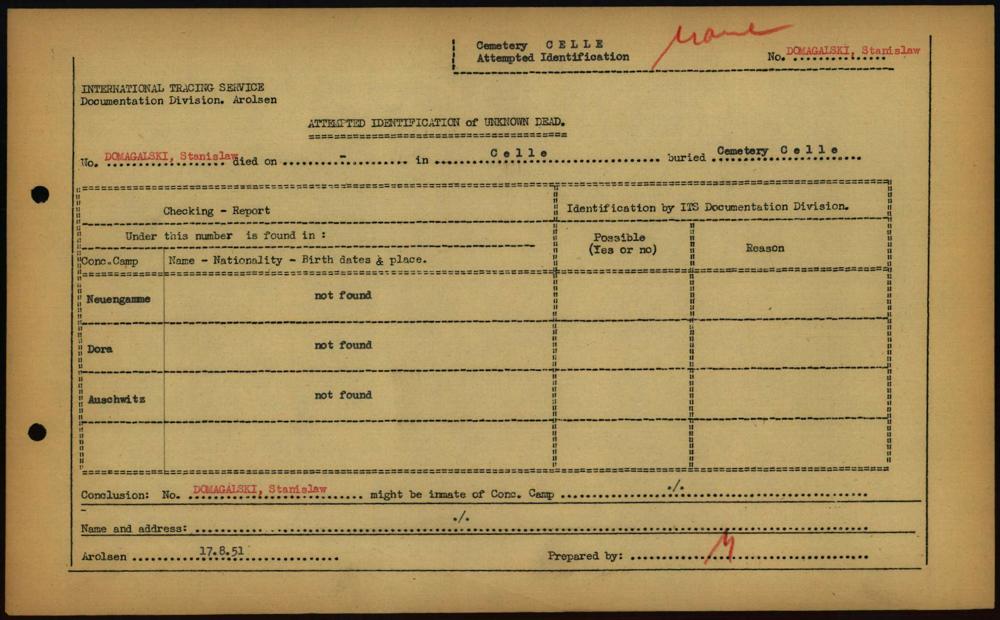 Cemetery C E L L E
Attempted Identification
Name
No. DOMAGALSKI, Stanislaw
INTERNATIONAL TRACING SERVICE
Documentation Division. Arolsen
ATTEMPTED IDENTIFICATION of UNKNOWN DEAD.
No. DOMAGALSKI, Stanislaw died on - in C e l l e buried Cemetery C e l l e
Checking - Report
Identification by ITS Documentation Division.
Under this number is found in :
Possible
(Yes or no)
Reason
Conc.Camp
Name - Nationality - Birth dates & place.
Neuengamme
not found
Dora
not found
Auschwitz
not found
Conclusion: No. DOMAGALSKI, Stanislaw might be inmate of Conc. Camp ./.
Name and address: ./.
Arolsen 17.8.51 Prepared by: